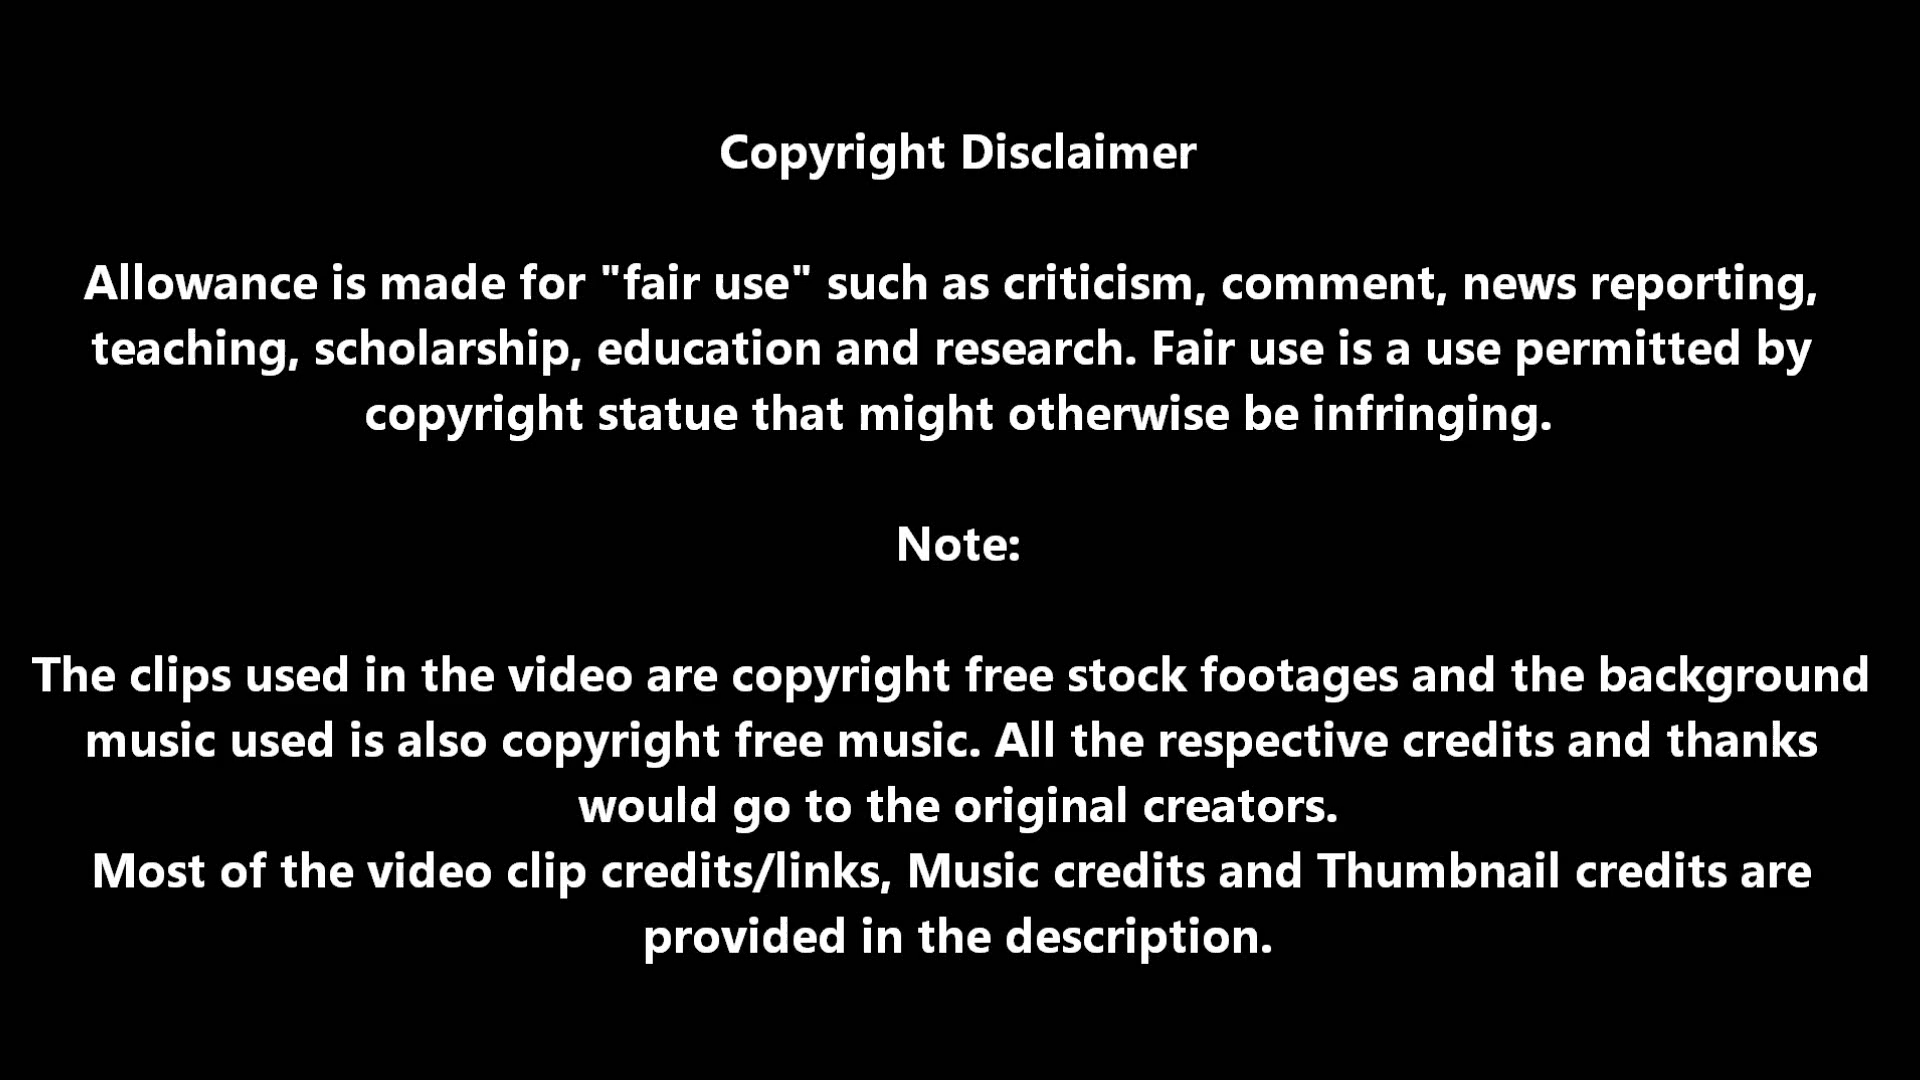 Copyright Disclaimer
Allowance is made for "fair use" such as criticism, comment, news reporting,
teaching, scholarship, education and research. Fair use is a use permitted by
copyright statue that might otherwise be infringing.
Note:
The clips used in the video are copyright free stock footages and the background
music used is also copyright free music. All the respective credits and thanks
would go to the original creators.
Most of the video clip credits/links, Music credits and Thumbnail credits are
provided in the description.